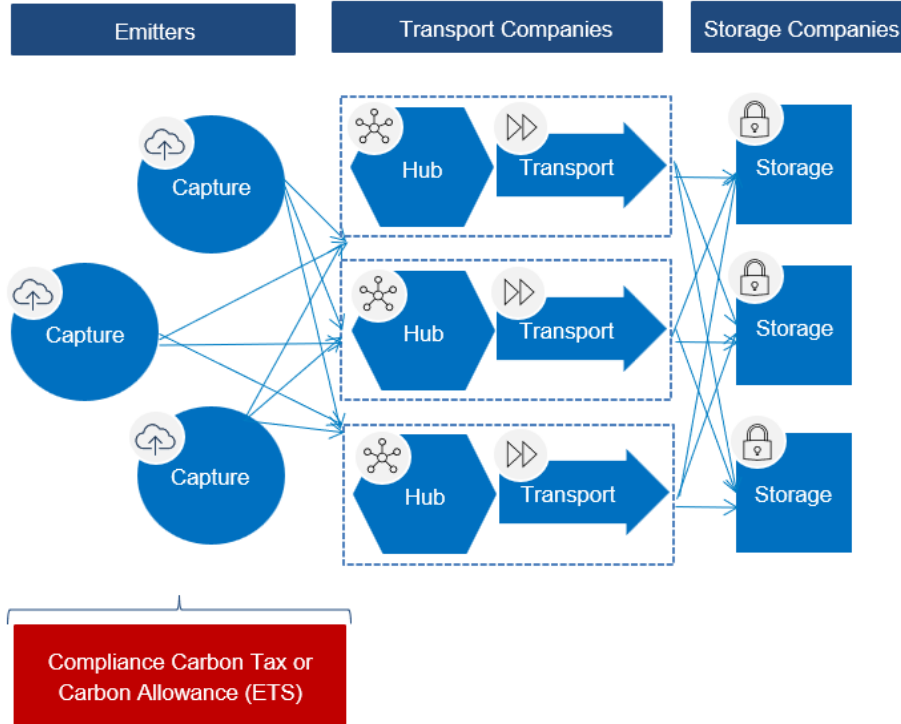 Emitters
Transport Companies
Storage Companies
Capture
Hub
Transport
Storage
Capture
Hub
Transport
Storage
Capture
Hub
Transport
Storage
Compliance Carbon Tax or
Carbon Allowance (ETS)